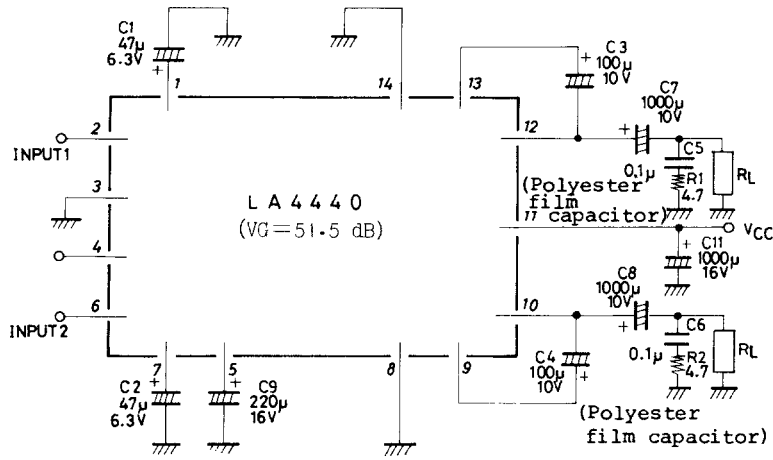 C1
47μ
6.3V
+
1
14
13
+
C3
100μ
10V
C7
1000μ
10V
+
2
INPUT1
12
C5
0.1μ
R1
4.7
RL
3
LA4440
(VG=51.5 dB)
(Polyester
film
capacitor)
11
VCC
4
C11
1000μ
16V
+
C8
1000μ
10V
+
6
INPUT2
10
C6
0.1μ
R2
4.7
RL
7
5
8
9
C4
100μ
10V
+
C2
47μ
6.3V
+
C9
220μ
16V
+
(Polyester
film capacitor)